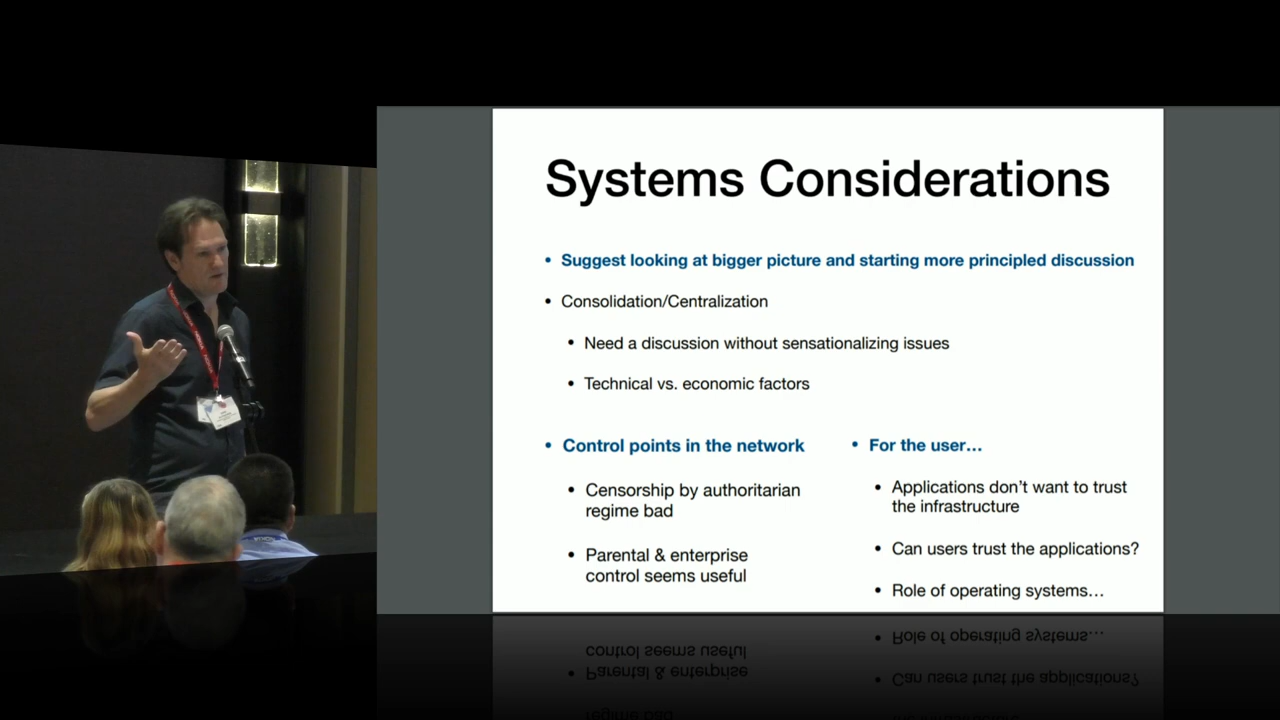 Systems Considerations
• Suggest looking at bigger picture and starting more principled discussion
• Consolidation/Centralization
• Need a discussion without sensationalizing issues
• Technical vs. economic factors
• Control points in the network
• Censorship by authoritarian
regime bad
• Parental & enterprise
control seems useful
• For the user…
• Applications don’t want to trust
the infrastructure
• Can users trust the applications?
• Role of operating systems…